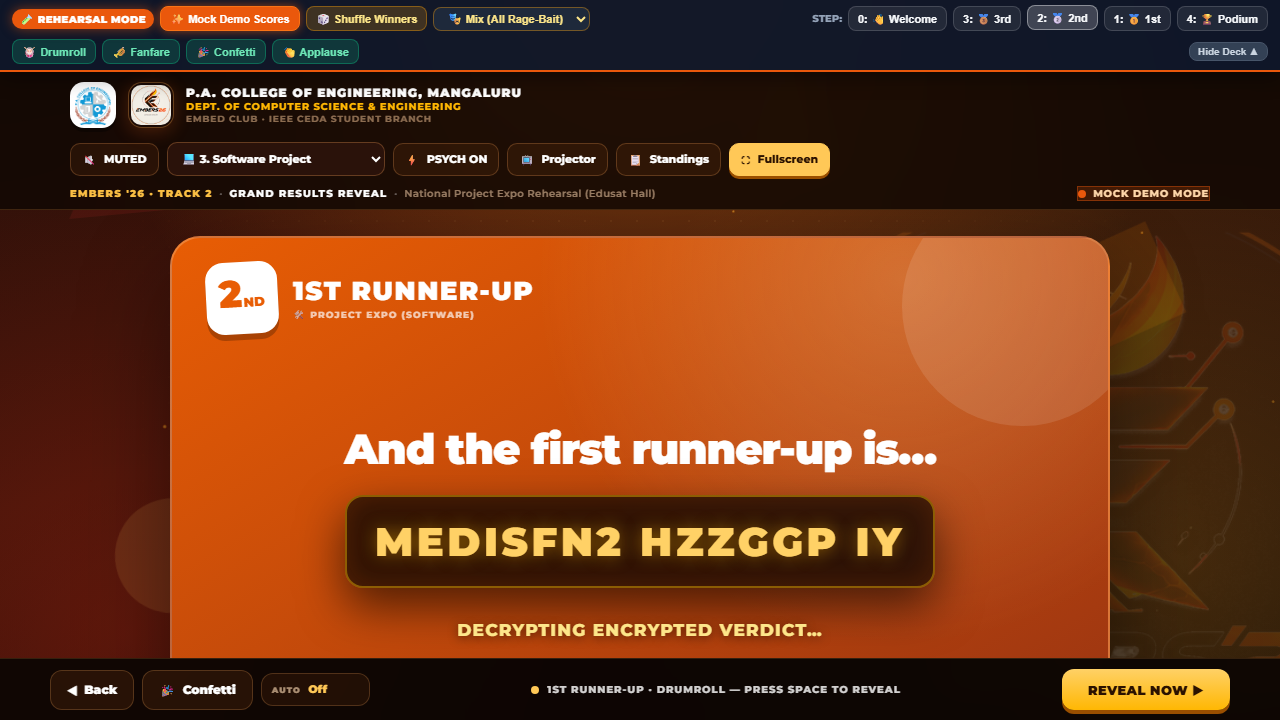 🧪 REHEARSAL MODE ✨ Mock Demo Scores 🎲 Shuffle Winners 🎭 Mix (All Rage-Bait) STEP: 0: 👋 Welcome 3: 🥉 3rd 2: 🥈 2nd 1: 🥇 1st 4: 🏆 Podium
🥁 Drumroll 🎺 Fanfare 🎉 Confetti 👏 Applause Hide Deck ▲
P.A. COLLEGE OF ENGINEERING, MANGALURU
DEPT. OF COMPUTER SCIENCE & ENGINEERING
EMBED CLUB · IEEE CEDA STUDENT BRANCH
MUTED 3. Software Project PSYCH ON Projector Standings Fullscreen
EMBERS '26 • TRACK 2 · GRAND RESULTS REVEAL · National Project Expo Rehearsal (Edusat Hall) MOCK DEMO MODE
2ND 1ST RUNNER-UP
PROJECT EXPO (SOFTWARE)
And the first runner-up is...
MEDISFN2 HZZGGP IY
DECRYPTING ENCRYPTED VERDICT...
◀ Back 🎉 Confetti AUTO Off 1ST RUNNER-UP · DRUMROLL — PRESS SPACE TO REVEAL REVEAL NOW ▶